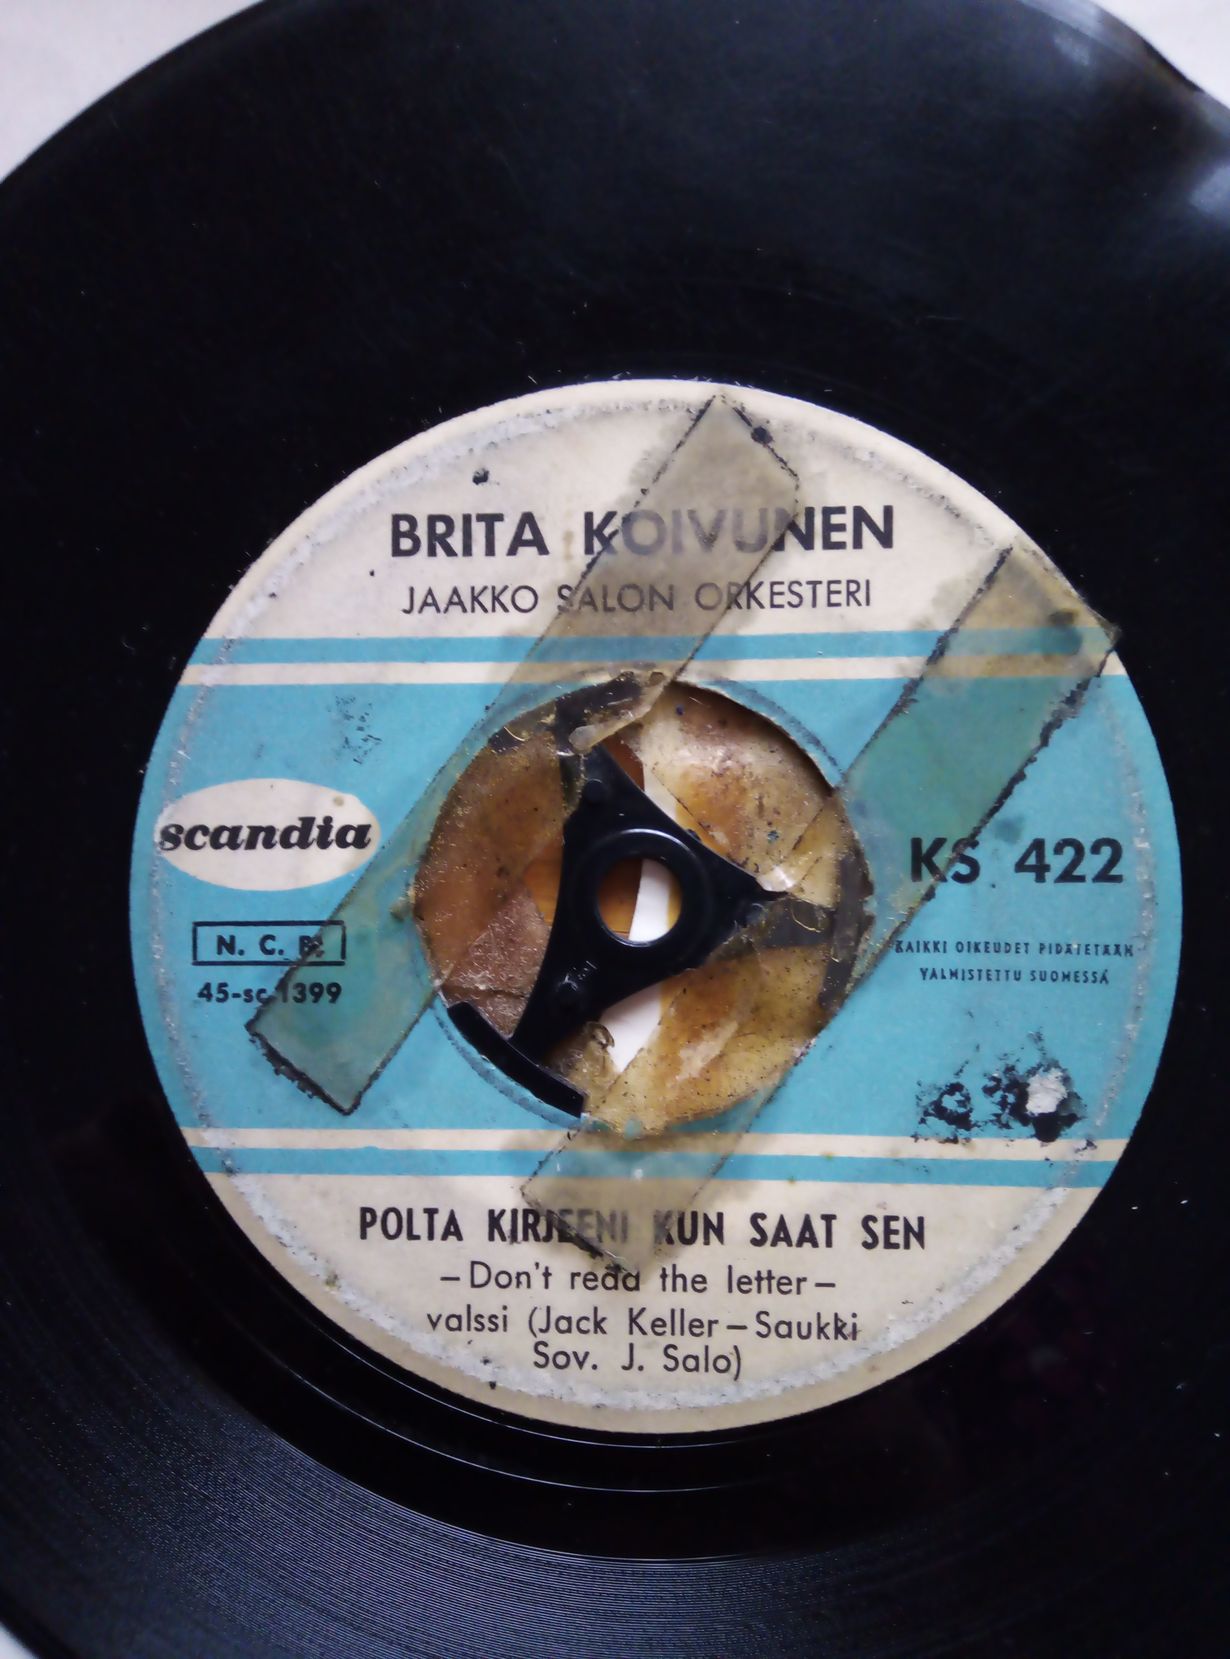 BRITA KOIVUNEN
JAAKKO SALON ORKESTERI
scandia
KS 422
N. C. B.
45-sc 1399
KAIKKI OIKEUDET PIDÄTETÄÄN
VALMISTETTU SUOMESSA
POLTA KIRJEENI KUN SAAT SEN
– Don't read the letter –
valssi (Jack Keller – Saukki
Sov. J. Salo)